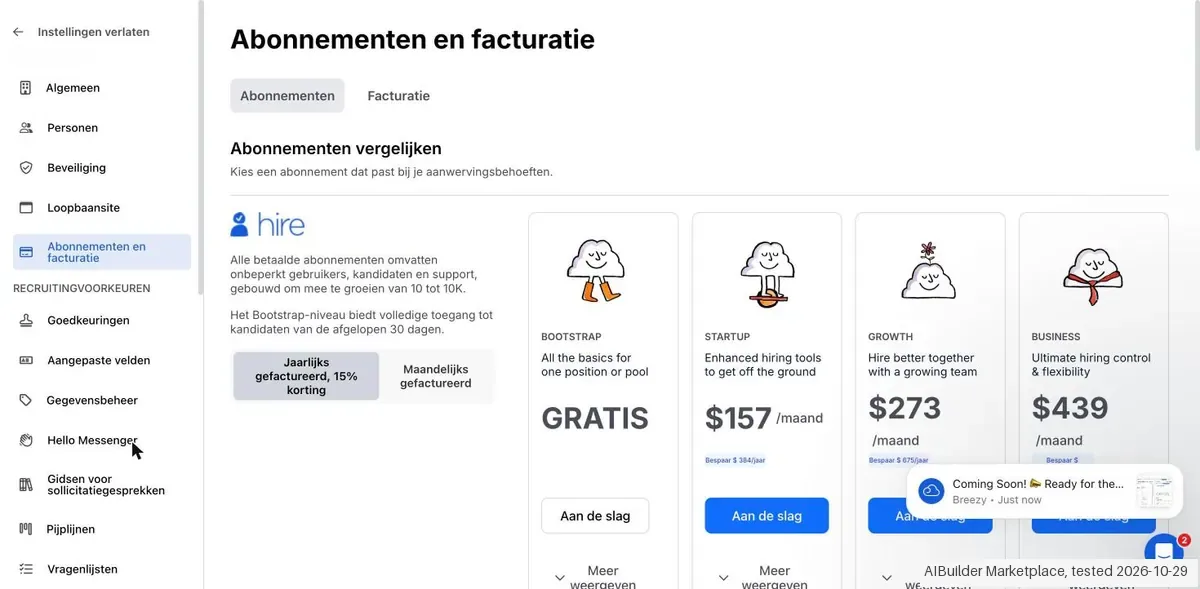 Instellingen verlaten
Algemeen
Personen
Beveiliging
Loopbaansite
Abonnementen en
facturatie
RECRUITINGVOORKEUREN
Goedkeuringen
Aangepaste velden
Gegevensbeheer
Hello Messenger
Gidsen voor
sollicitatiegesprekken
Pijplijnen
Vragenlijsten
Abonnementen en facturatie
Abonnementen
Facturatie
Abonnementen vergelijken
Kies een abonnement dat past bij je aanwervingsbehoeften.
hire
Alle betaalde abonnementen omvatten
onbeperkt gebruikers, kandidaten en support,
gebouwd om mee te groeien van 10 tot 10K.
Het Bootstrap-niveau biedt volledige toegang tot
kandidaten van de afgelopen 30 dagen.
Jaarlijks
gefactureerd, 15%
korting
Maandelijks
gefactureerd
BOOTSTRAP
All the basics for
one position or pool
GRATIS
Aan de slag
Meer
weergeven
STARTUP
Enhanced hiring tools
to get off the ground
$157 /maand
Bespaar $ 384/jaar
Aan de slag
Meer
weergeven
GROWTH
Hire better together
with a growing team
$273
/maand
Bespaar $ 675/jaar
Aan de slag
weergeven
BUSINESS
Ultimate hiring control
& flexibility
$439
/maand
Bespaar $
Aan de slag
Coming Soon! Ready for the...
Breezy • Just now
2
AIBuilder Marketplace, tested 2026-10-29